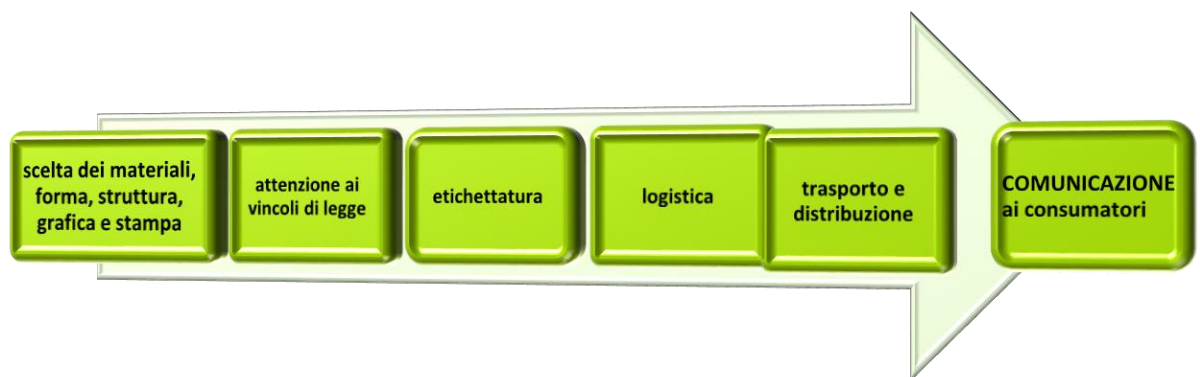 scelta dei materiali,
forma, struttura,
grafica e stampa
attenzione ai
vincoli di legge
etichettatura
logistica
trasporto e
distribuzione
COMUNICAZIONE
ai consumatori